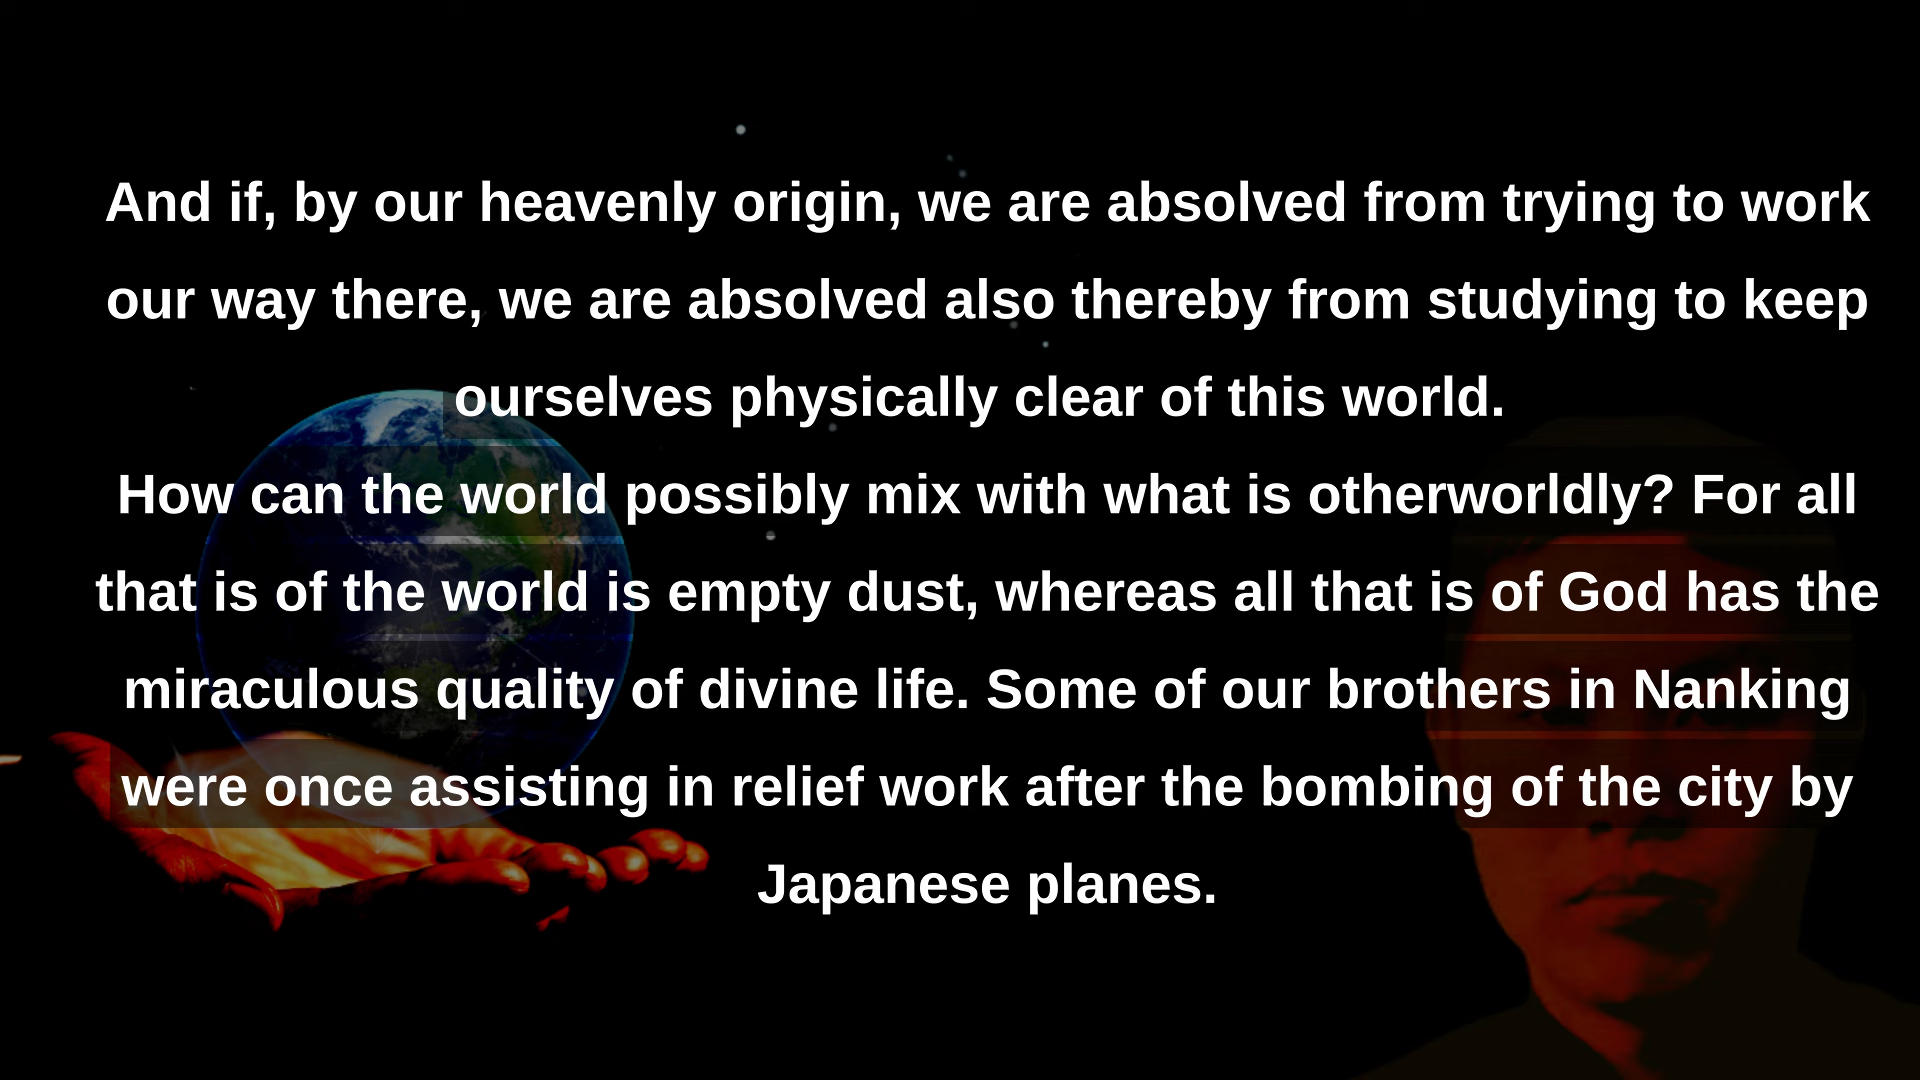 And if, by our heavenly origin, we are absolved from trying to work
our way there, we are absolved also thereby from studying to keep
ourselves physically clear of this world.
How can the world possibly mix with what is otherworldly? For all
that is of the world is empty dust, whereas all that is of God has the
miraculous quality of divine life. Some of our brothers in Nanking
were once assisting in relief work after the bombing of the city by
Japanese planes.